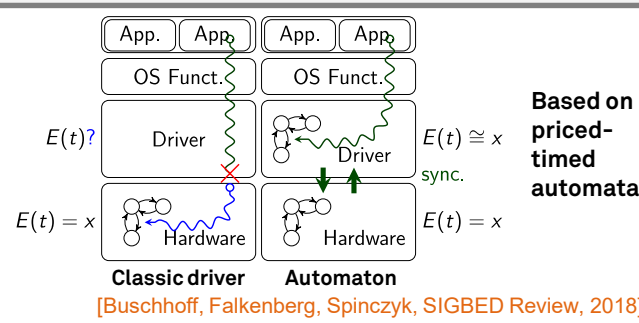 App. App. App. App.
OS Funct. OS Funct.
E(t)? Driver Driver E(t) ≅ x
sync.
E(t) = x Hardware Hardware E(t) = x
Classic driver Automaton
Based on
priced-
timed
automata
[Buschhoff, Falkenberg, Spinczyk, SIGBED Review, 2018]